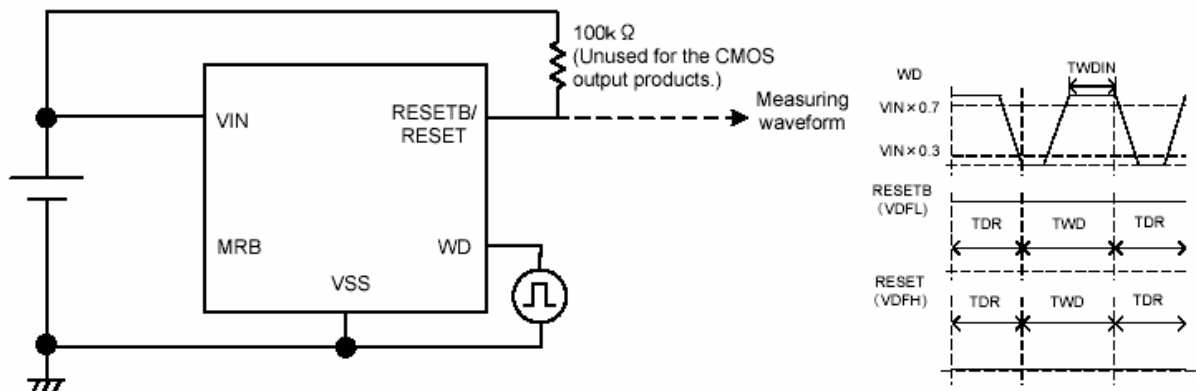 100k Ω
(Unused for the CMOS
output products.)
VIN
RESETB/
RESET
Measuring
waveform
MRB
WD
VSS
WD
TWDIN
VIN×0.7
VIN×0.3
RESETB
(VDFL)
TDR
TWD
TDR
RESET
(VDFH)
TDR
TWD
TDR